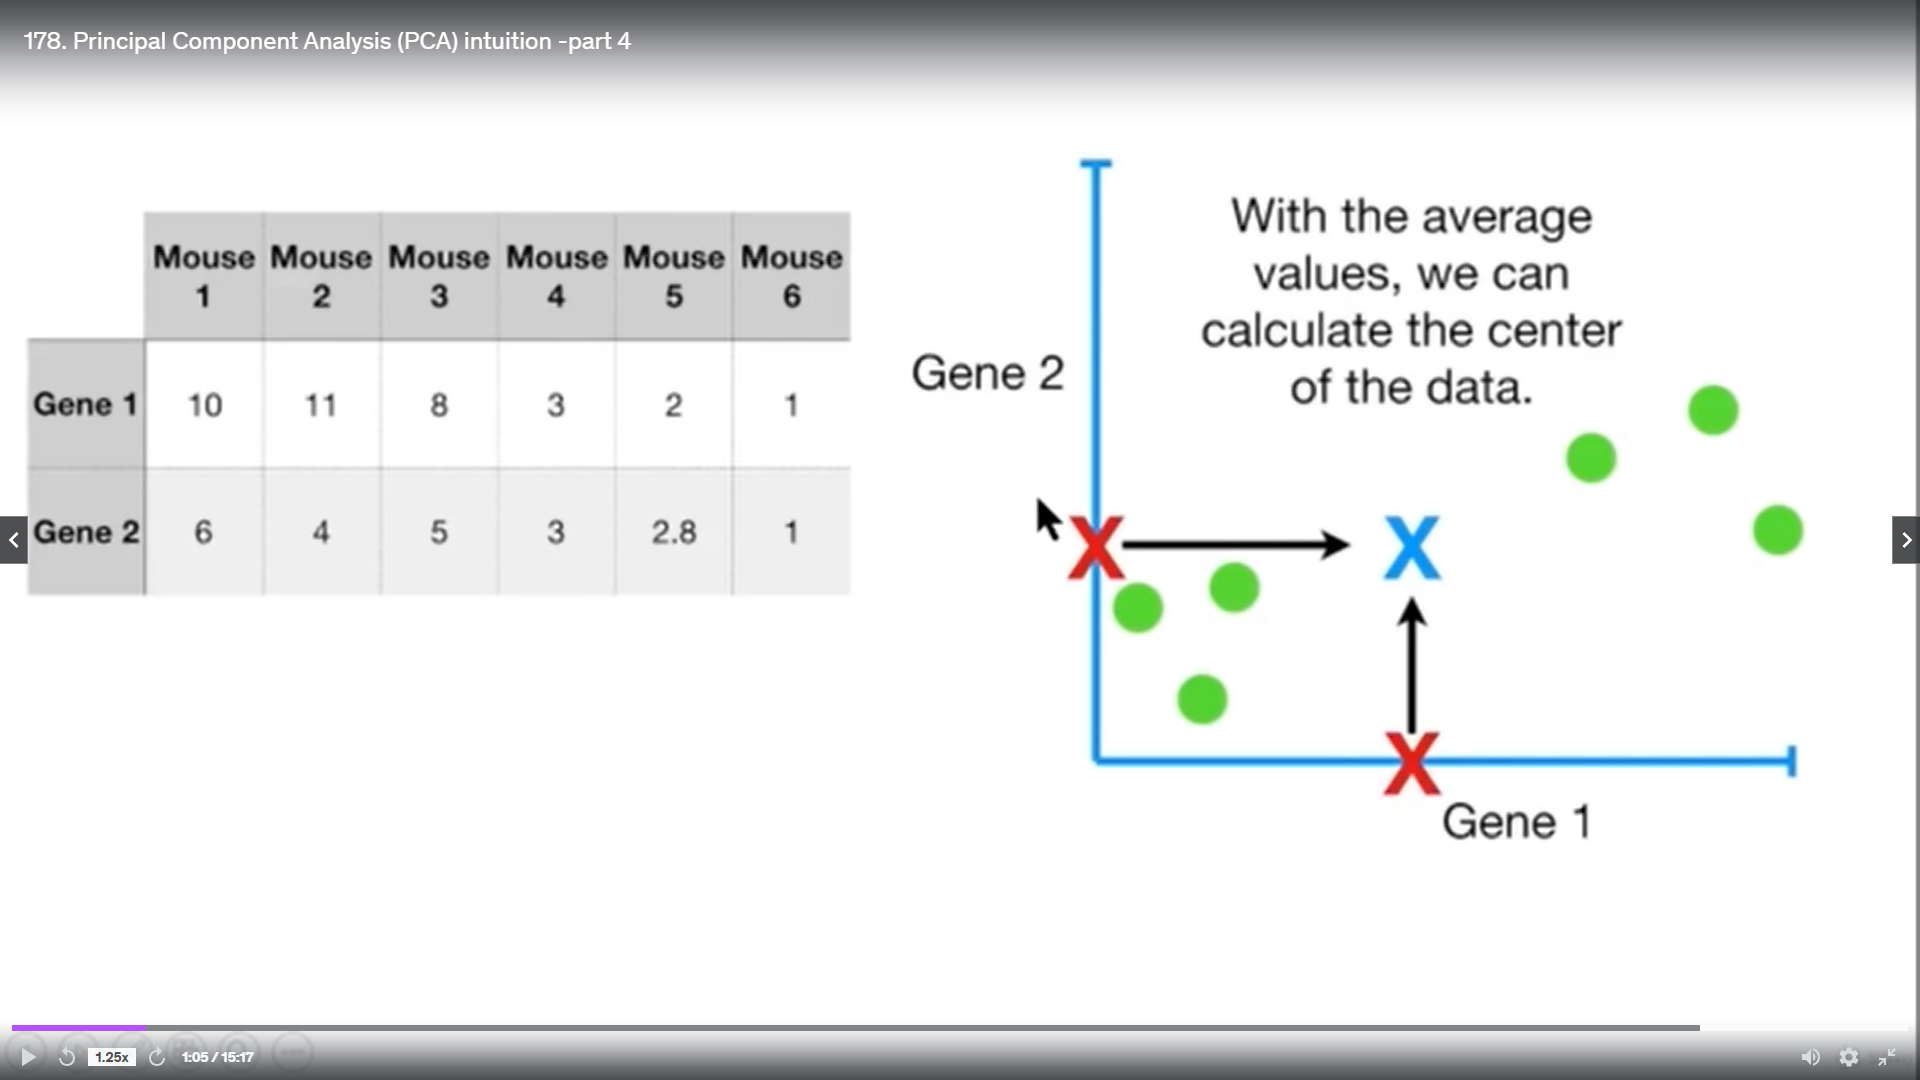 178. Principal Component Analysis (PCA) intuition -part 4
Mouse 1 Mouse 2 Mouse 3 Mouse 4 Mouse 5 Mouse 6
Gene 1 10 11 8 3 2 1
Gene 2 6 4 5 3 2.8 1
With the average
values, we can
calculate the center
of the data.
Gene 2
X X
X
Gene 1
1.25x 1:05 / 15:17